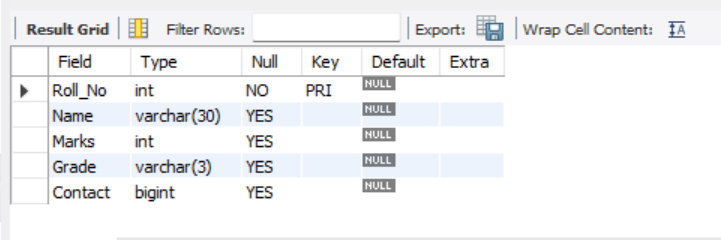 Result Grid Filter Rows: Export: Wrap Cell Content: IA
Field Type Null Key Default Extra
Roll_No int NO PRI NULL
Name varchar(30) YES NULL
Marks int YES NULL
Grade varchar(3) YES NULL
Contact bigint YES NULL